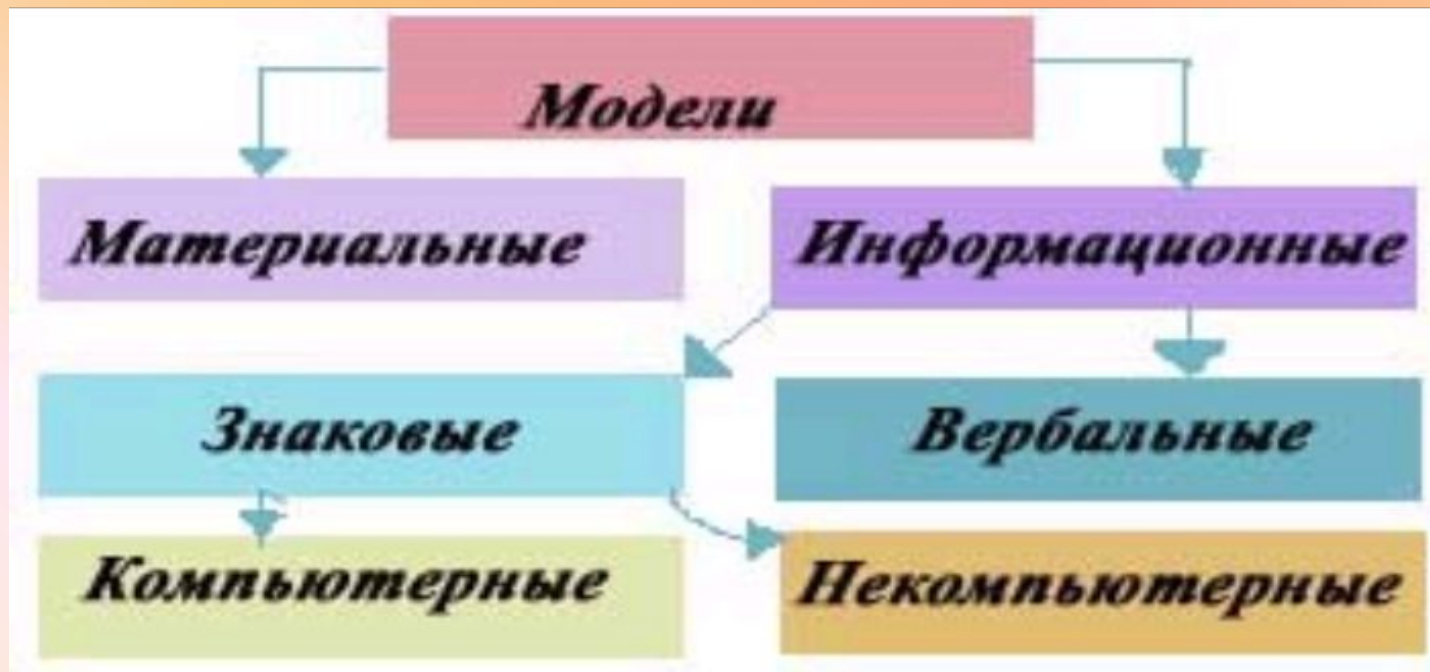 Модели
Материальные
Информационные
Знаковые
Вербальные
Компьютерные
Некомпьютерные